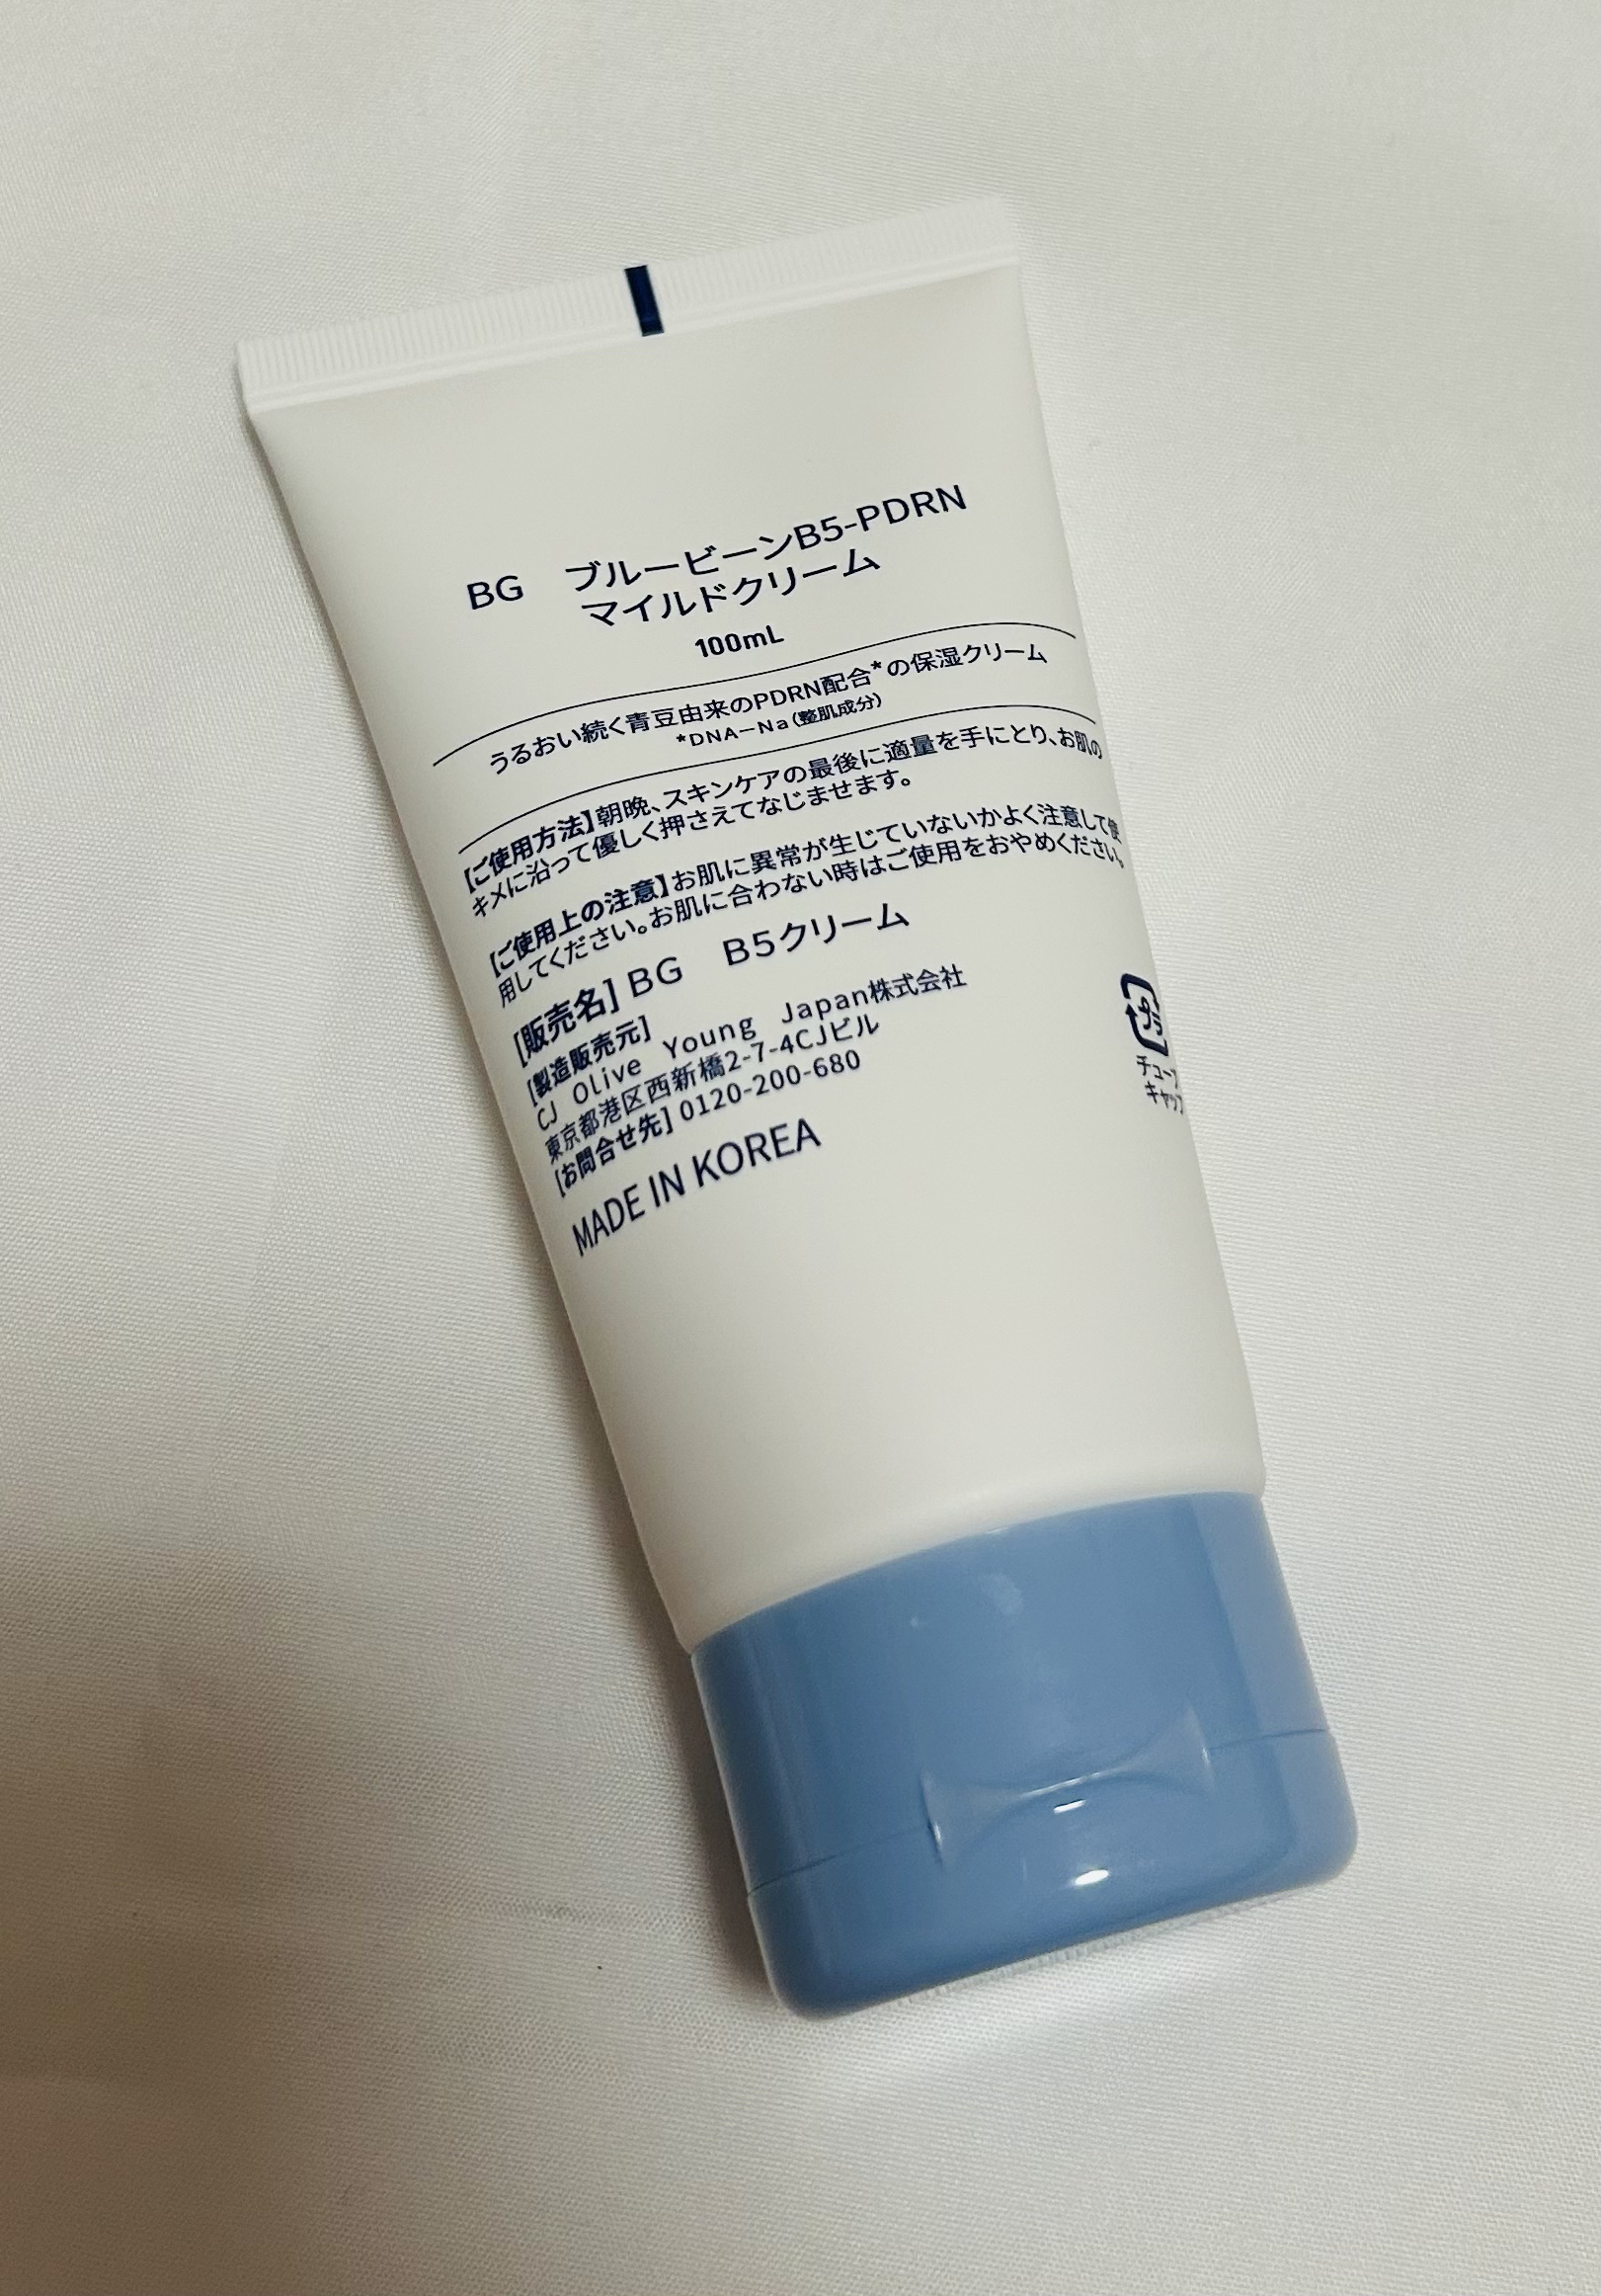 BG ブルービーンB5-PDRN
マイルドクリーム
100mL
うるおい続く青豆由来のPDRN配合*の保湿クリーム
*DNA－Na（整肌成分）
【ご使用方法】朝晩、スキンケアの最後に適量を手にとり、お肌の
キメに沿って優しく押さえてなじませます。
【ご使用上の注意】お肌に異常が生じていないかよく注意して使
用してください。お肌に合わない時はご使用をおやめください。
[販売名] BG B5クリーム
[製造販売元]
CJ Olive Young Japan株式会社
東京都港区西新橋2-7-4CJビル
[お問合せ先] 0120-200-680
MADE IN KOREA
プラ
キャップ